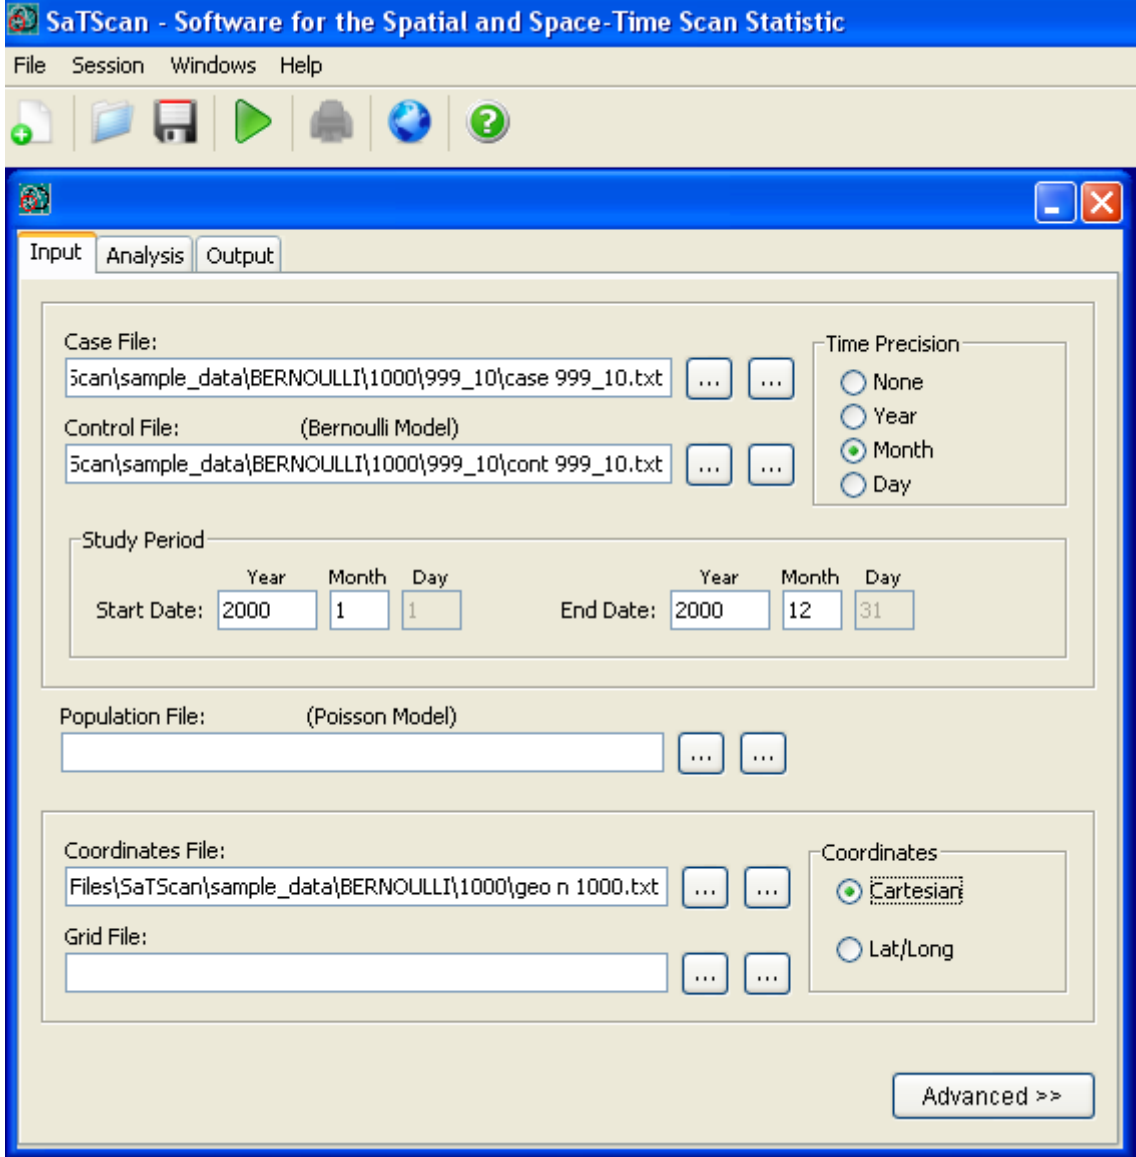 SaTScan - Software for the Spatial and Space-Time Scan Statistic
File Session Windows Help
Input Analysis Output
Case File:
Scan\sample_data\BERNOULLI\1000\999_10\case 999_10.txt ... ...
Control File: (Bernoulli Model)
Scan\sample_data\BERNOULLI\1000\999_10\cont 999_10.txt ... ...
Time Precision
None
Year
Month
Day
Study Period
Year Month Day Year Month Day
Start Date: 2000 1 1 End Date: 2000 12 31
Population File: (Poisson Model)
... ...
Coordinates File:
Files\SaTScan\sample_data\BERNOULLI\1000\geo n 1000.txt ... ...
Grid File:
... ...
Coordinates
Cartesian
Lat/Long
Advanced >>